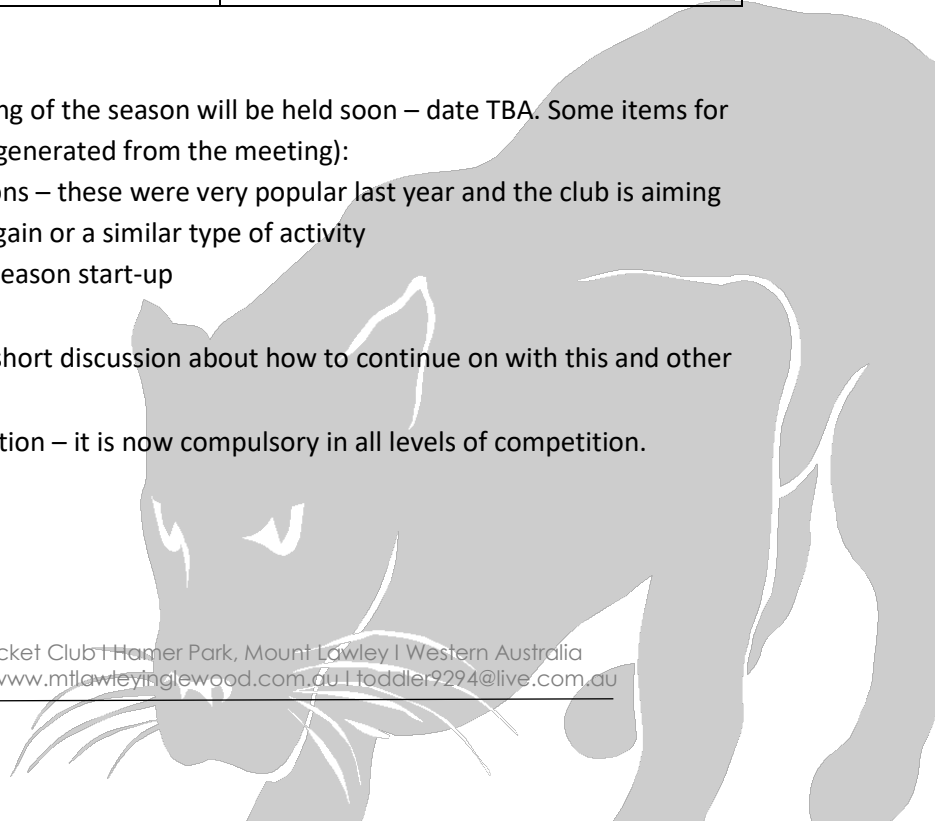 ng of the season will be held soon – date TBA. Some items for
generated from the meeting):
ons – these were very popular last year and the club is aiming
gain or a similar type of activity
eason start-up
short discussion about how to continue on with this and other
tion – it is now compulsory in all levels of competition.
cket Club I Hamer Park, Mount Lawley I Western Australia
www.mtlawleyinglewood.com.au I toddler9294@live.com.au